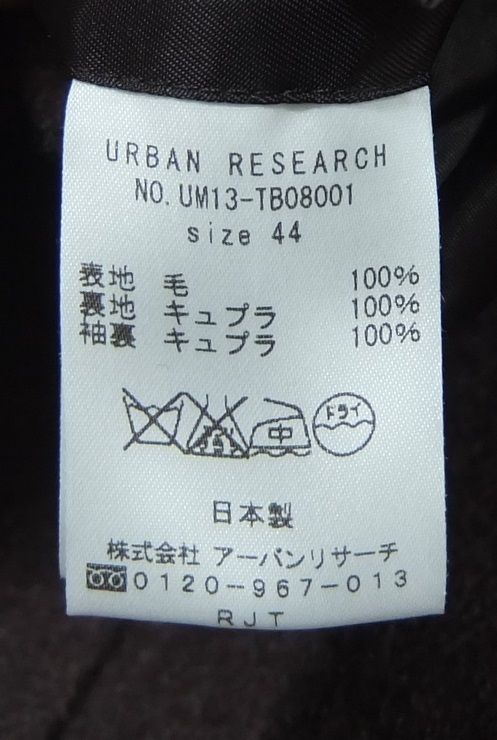 URBAN RESEARCH
NO. UM13-TB08001
size 44
表地 毛 100%
裏地 キュプラ 100%
袖裏 キュプラ 100%
中 ドライ
日本製
株式会社 アーバンリサーチ
0120-967-013
RJT